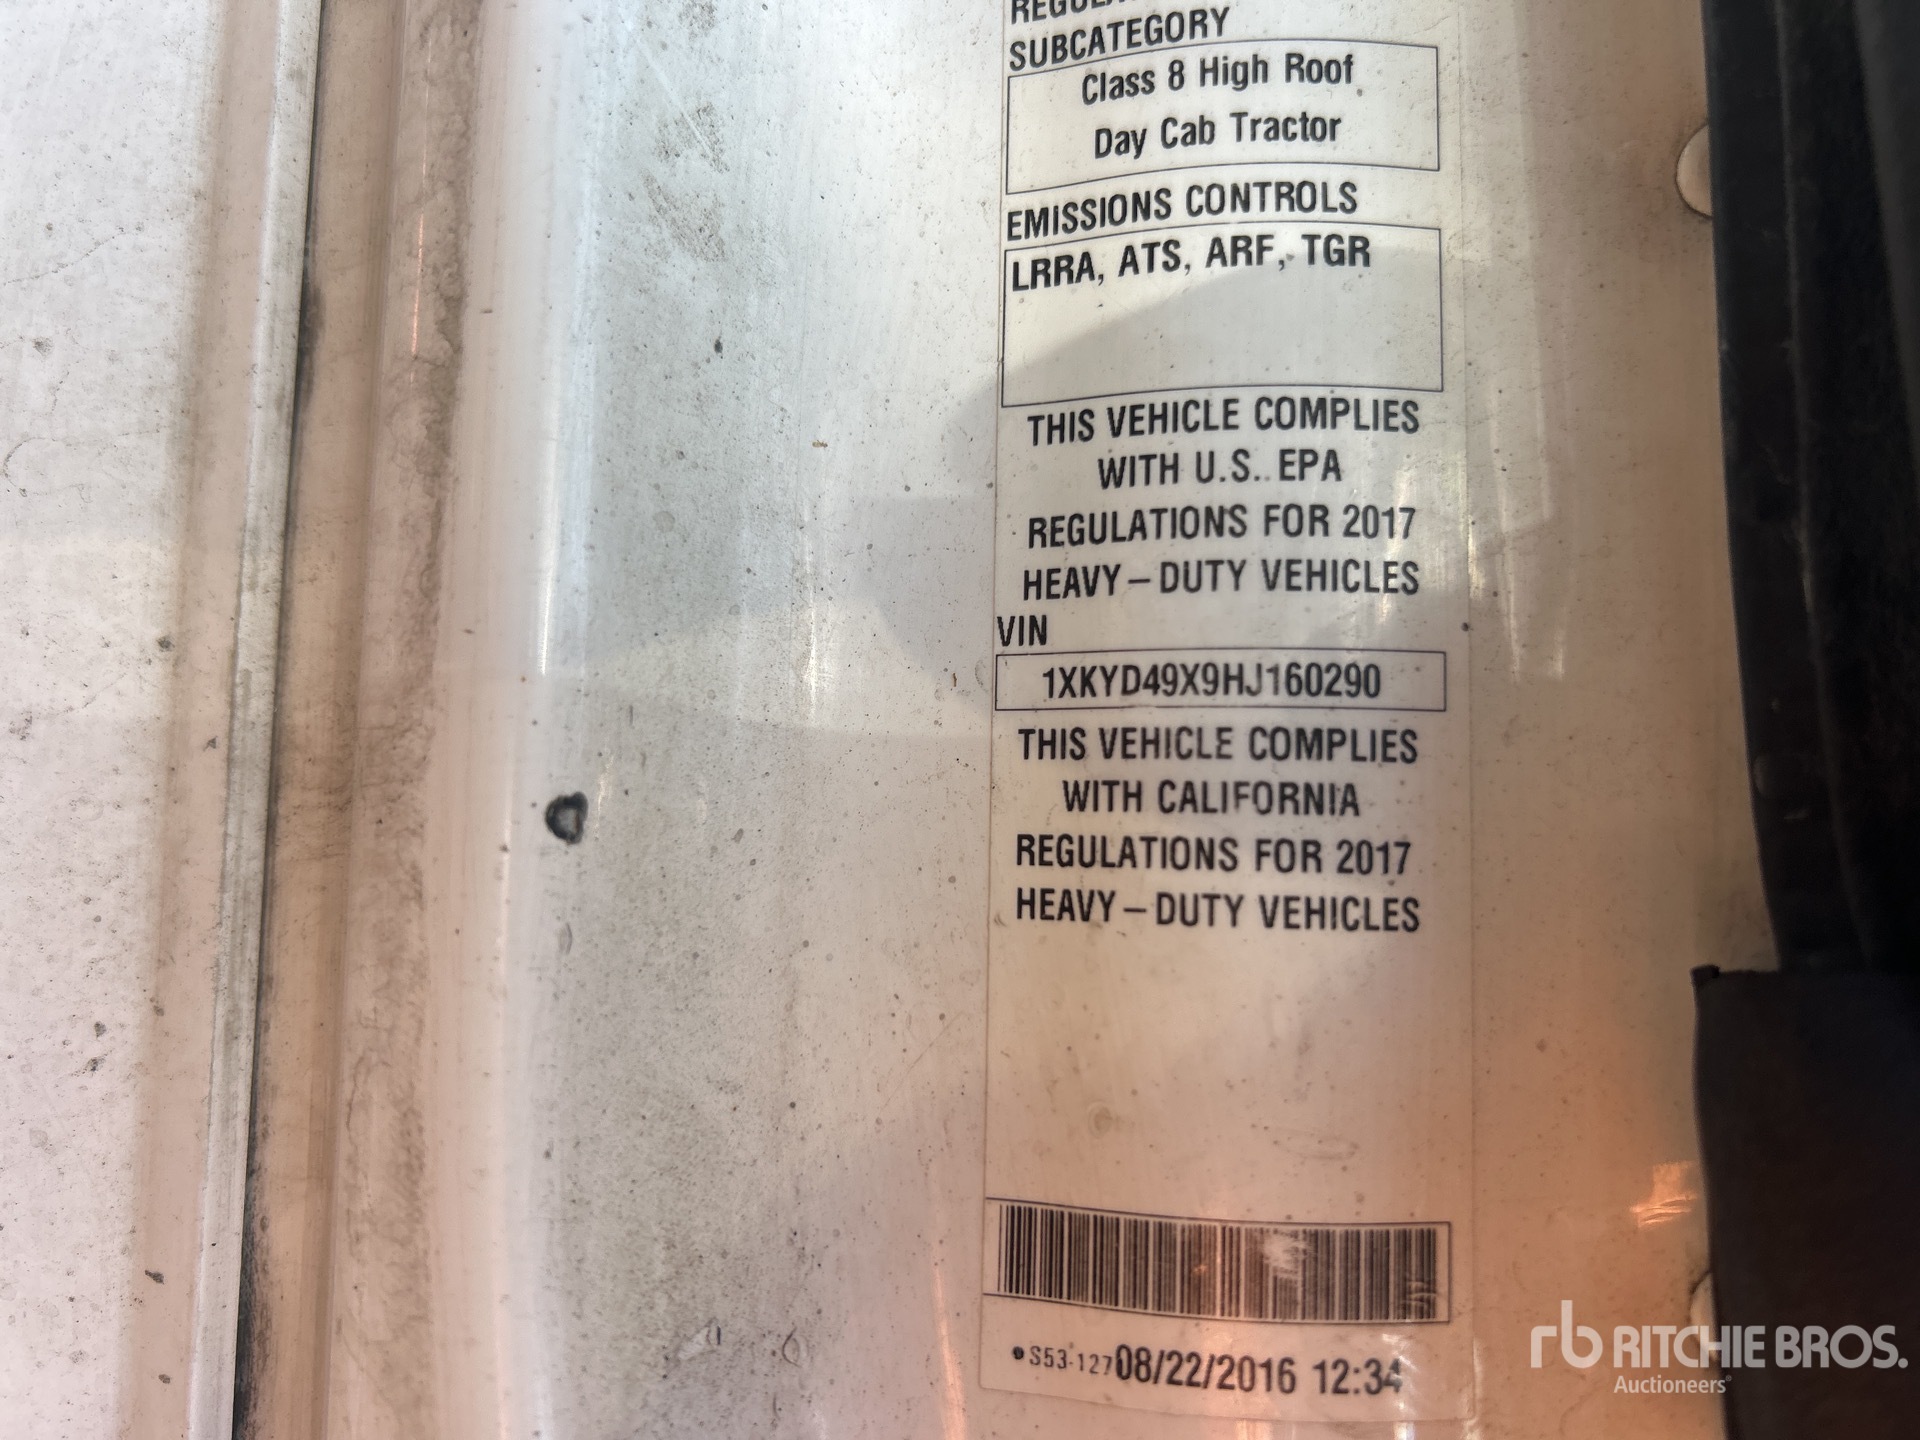 SUBCATEGORY
Class 8 High Roof
Day Cab Tractor
EMISSIONS CONTROLS
LRRA, ATS, ARF, TGR
THIS VEHICLE COMPLIES
WITH U.S. EPA
REGULATIONS FOR 2017
HEAVY – DUTY VEHICLES
VIN
1XKYD49X9HJ160290
THIS VEHICLE COMPLIES
WITH CALIFORNIA
REGULATIONS FOR 2017
HEAVY – DUTY VEHICLES
S53-127 08/22/2016 12:34
rb RITCHIE BROS.
Auctioneers